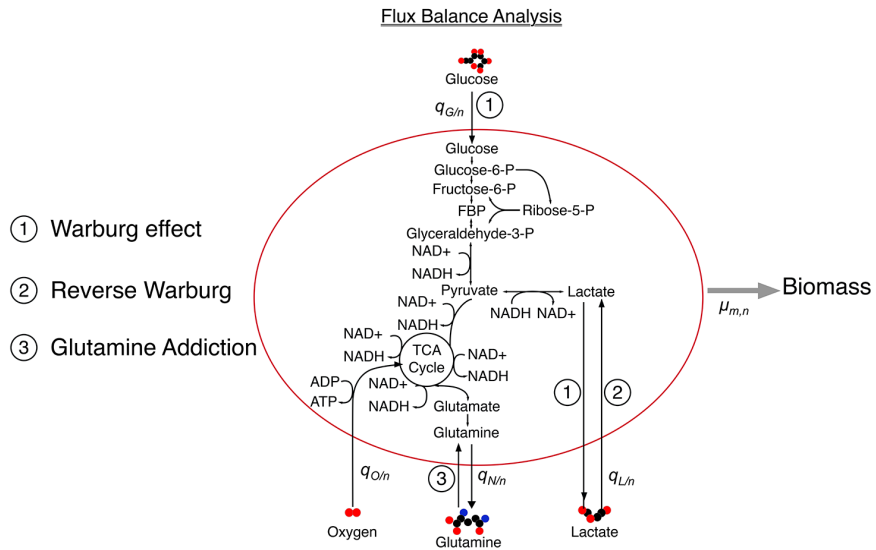 Flux Balance Analysis
Glucose
q_G/n
1
Glucose
Glucose-6-P
Fructose-6-P
FBP
Ribose-5-P
Glyceraldehyde-3-P
NAD+
NADH
1 Warburg effect
2 Reverse Warburg
3 Glutamine Addiction
Pyruvate
Lactate
NADH
NAD+
NAD+
NADH
Biomass
μ_m,n
NAD+
NADH
TCA
Cycle
NAD+
NADH
ADP
ATP
NAD+
NADH
Glutamate
Glutamine
1
2
q_O/n
3
q_N/n
q_L/n
Oxygen
Glutamine
Lactate